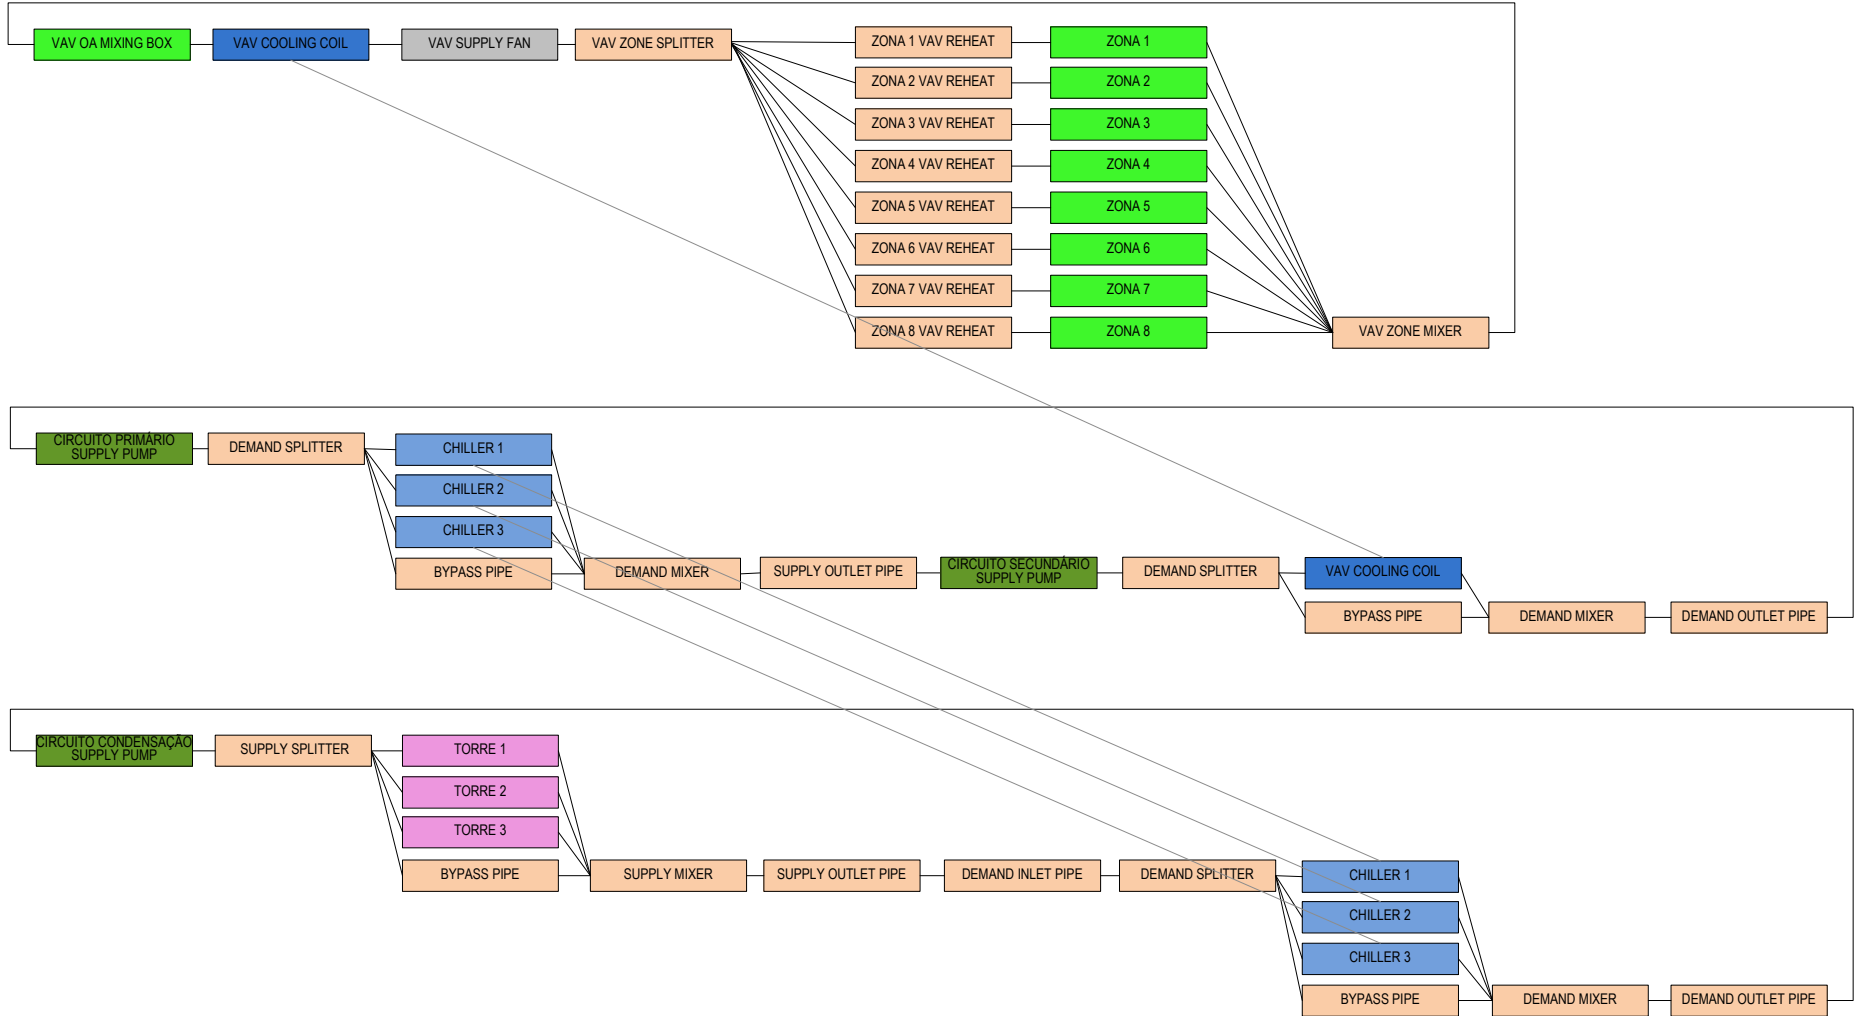 VAV OA MIXING BOX
VAV COOLING COIL
VAV SUPPLY FAN
VAV ZONE SPLITTER
ZONA 1 VAV REHEAT
ZONA 1
ZONA 2 VAV REHEAT
ZONA 2
ZONA 3 VAV REHEAT
ZONA 3
ZONA 4 VAV REHEAT
ZONA 4
ZONA 5 VAV REHEAT
ZONA 5
ZONA 6 VAV REHEAT
ZONA 6
ZONA 7 VAV REHEAT
ZONA 7
ZONA 8 VAV REHEAT
ZONA 8
VAV ZONE MIXER
CIRCUITO PRIMÁRIO
SUPPLY PUMP
DEMAND SPLITTER
CHILLER 1
CHILLER 2
CHILLER 3
BYPASS PIPE
DEMAND MIXER
SUPPLY OUTLET PIPE
CIRCUITO SECUNDÁRIO
SUPPLY PUMP
DEMAND SPLITTER
VAV COOLING COIL
BYPASS PIPE
DEMAND MIXER
DEMAND OUTLET PIPE
CIRCUITO CONDENSAÇÃO
SUPPLY PUMP
SUPPLY SPLITTER
TORRE 1
TORRE 2
TORRE 3
BYPASS PIPE
SUPPLY MIXER
SUPPLY OUTLET PIPE
DEMAND INLET PIPE
DEMAND SPLITTER
CHILLER 1
CHILLER 2
CHILLER 3
BYPASS PIPE
DEMAND MIXER
DEMAND OUTLET PIPE